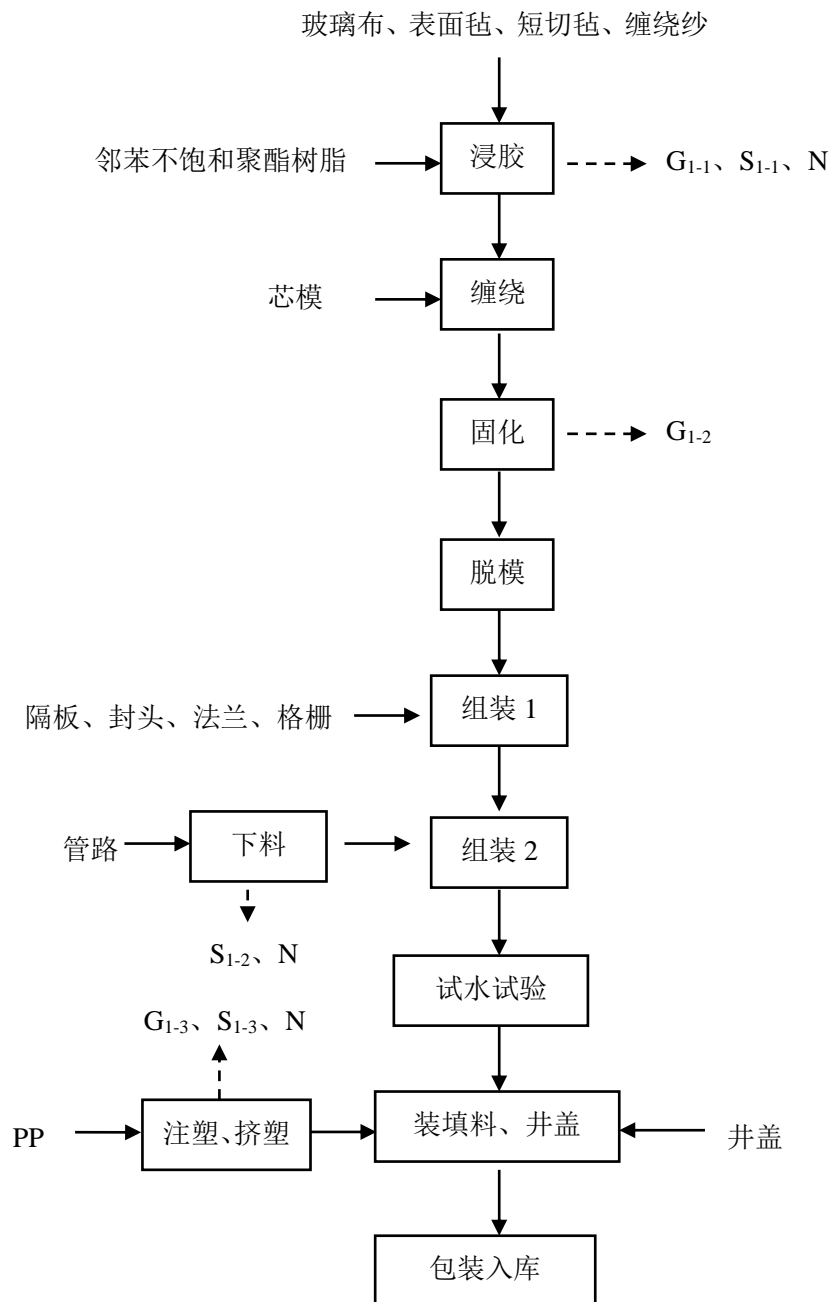 玻璃布、表面毡、短切毡、缠绕纱
邻苯不饱和聚酯树脂
浸胶
G1-1、S1-1、N
芯模
缠绕
固化
G1-2
脱模
隔板、封头、法兰、格栅
组装 1
管路
下料
组装 2
S1-2、N
试水试验
G1-3、S1-3、N
PP
注塑、挤塑
装填料、井盖
井盖
包装入库